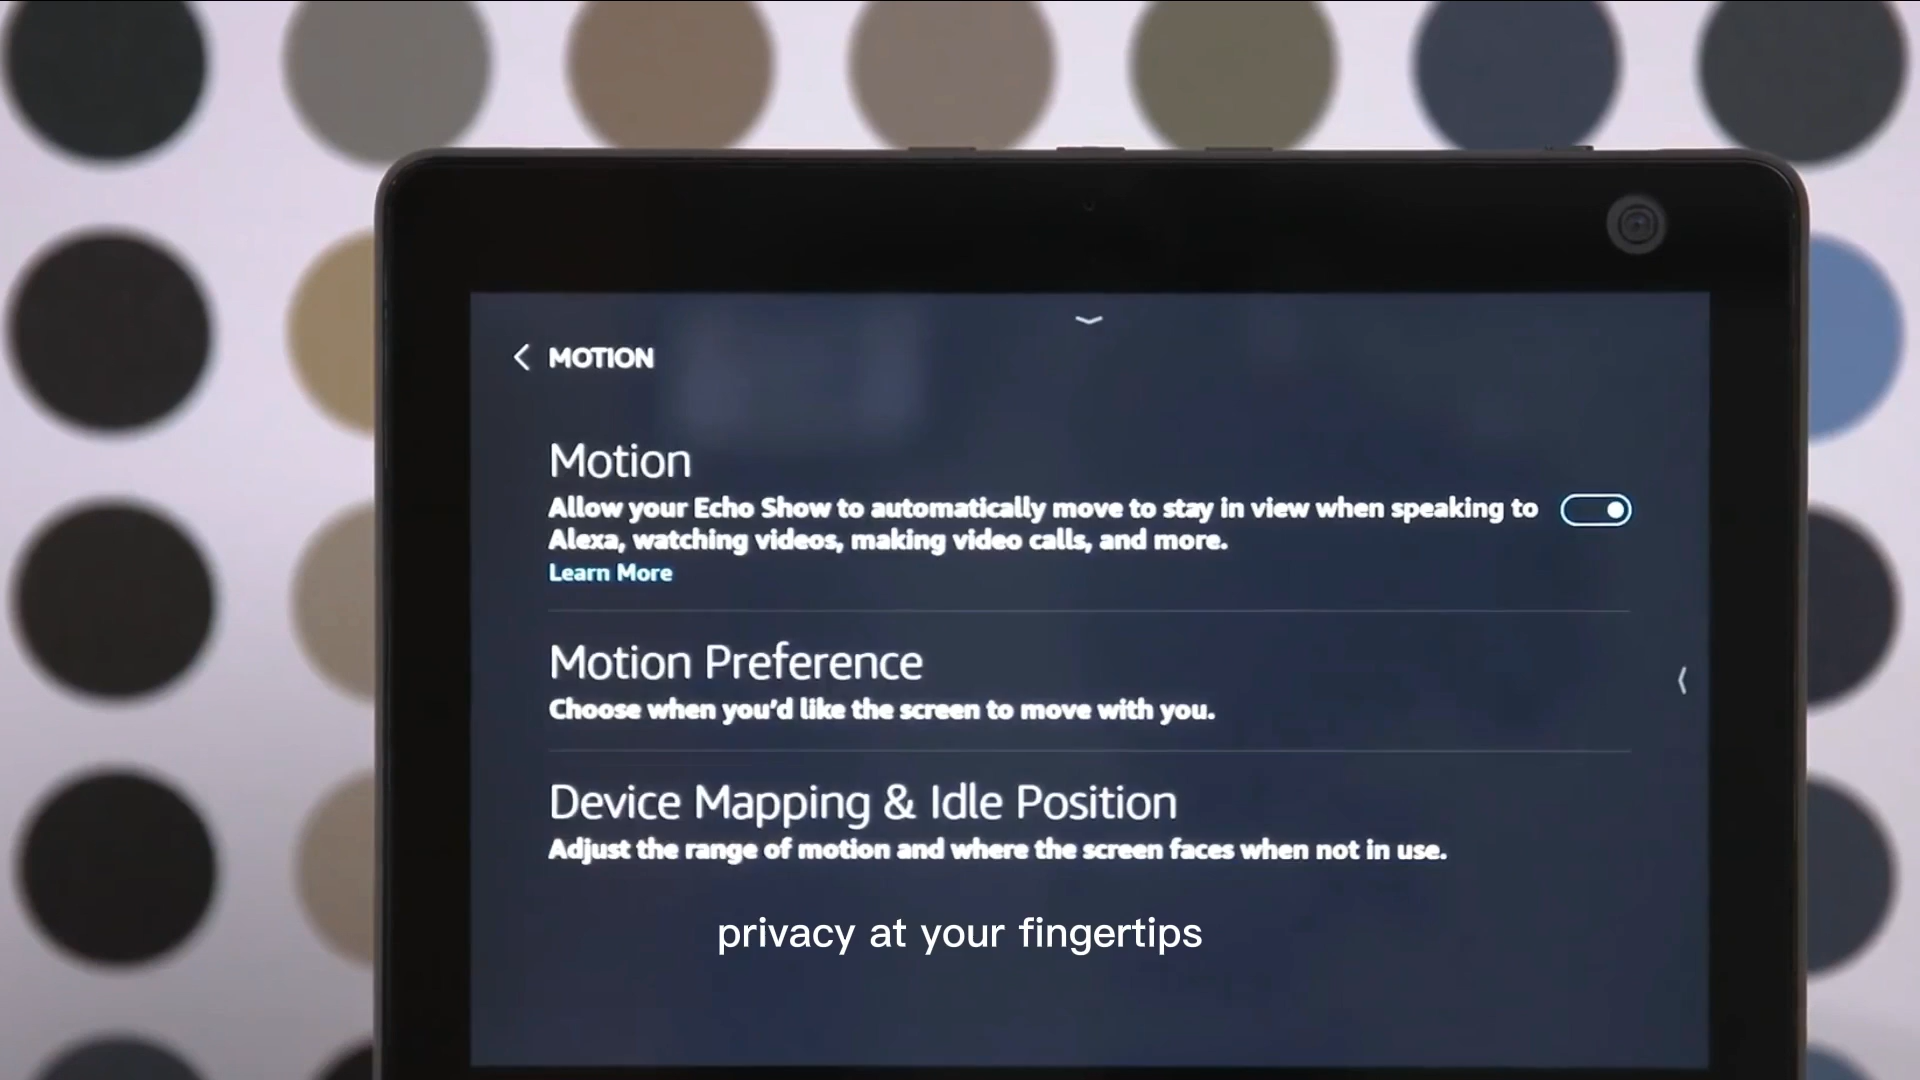 MOTION
Motion
Allow your Echo Show to automatically move to stay in view when speaking to
Alexa, watching videos, making video calls, and more.
Learn More
Motion Preference
Choose when you'd like the screen to move with you.
Device Mapping & Idle Position
Adjust the range of motion and where the screen faces when not in use.
privacy at your fingertips